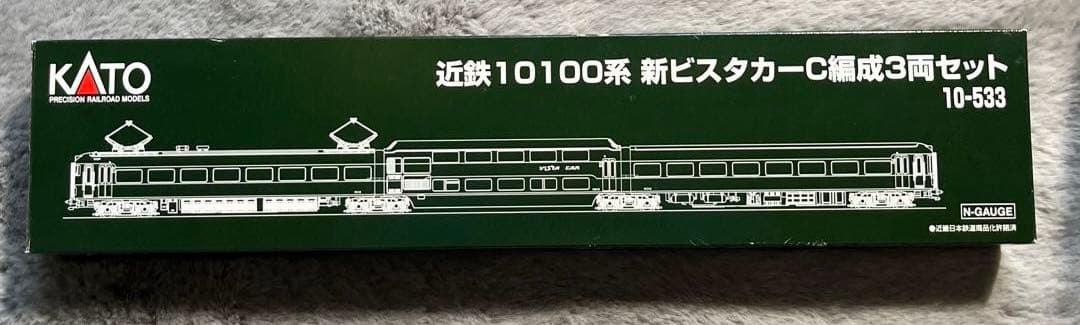 KATO
PRECISION RAILROAD MODELS
近鉄10100系 新ビスタカーC編成3両セット
10-533
VISTA CAR
N-GAUGE
●近畿日本鉄道商品化許諾済